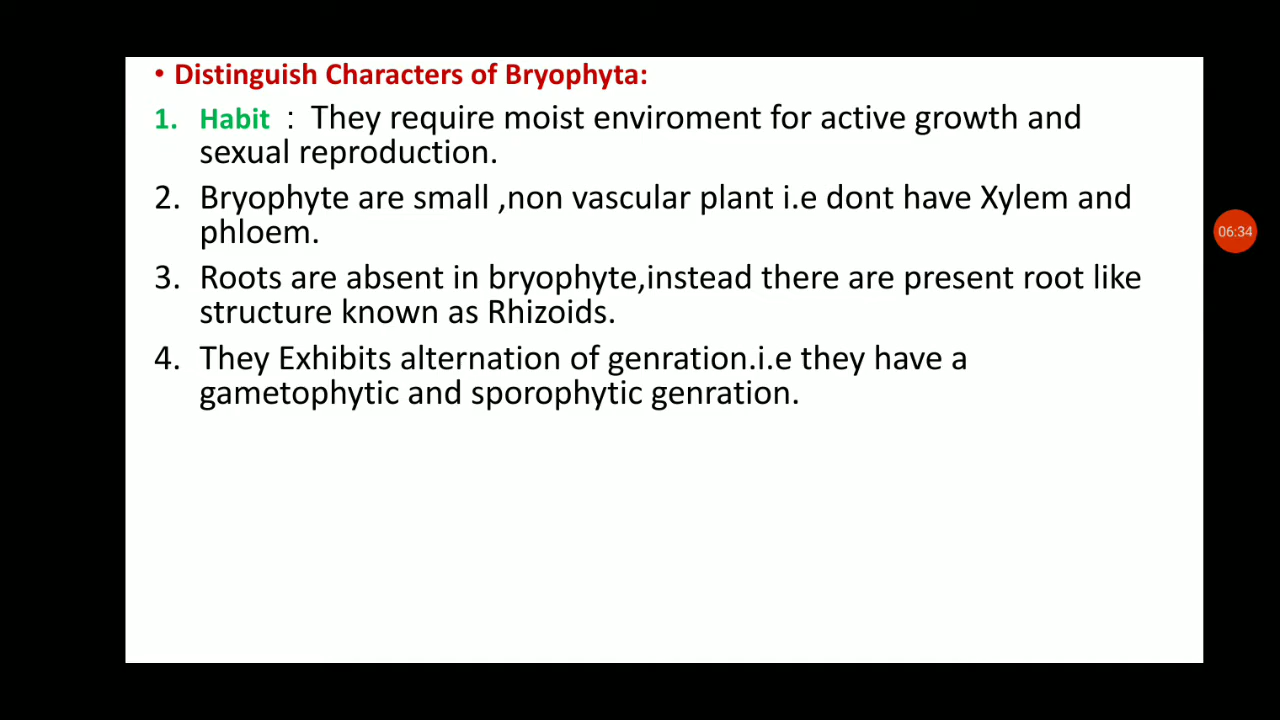 • Distinguish Characters of Bryophyta:
1. Habit : They require moist enviroment for active growth and
sexual reproduction.
2. Bryophyte are small ,non vascular plant i.e dont have Xylem and
phloem.
06:34
3. Roots are absent in bryophyte,instead there are present root like
structure known as Rhizoids.
4. They Exhibits alternation of genration.i.e they have a
gametophytic and sporophytic genration.